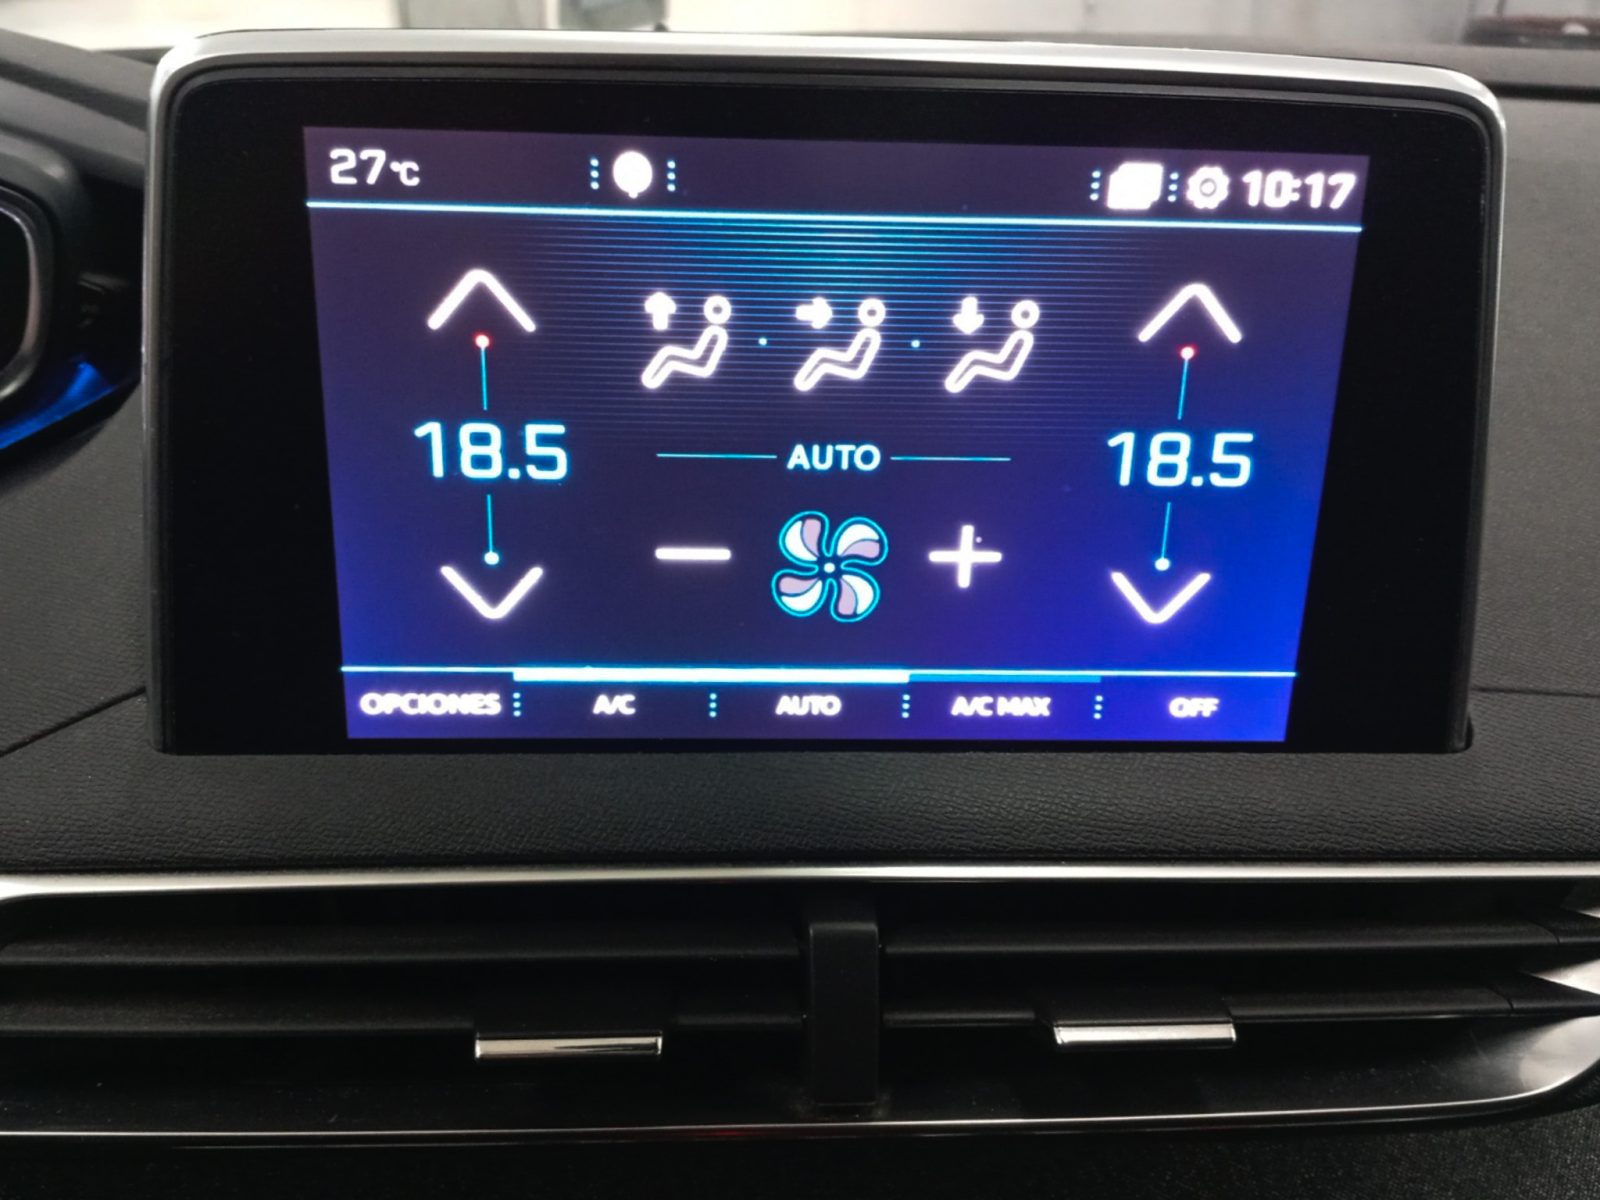 27°C 10:17
18.5 AUTO 18.5
OPCIONES A/C AUTO A/C MAX OFF